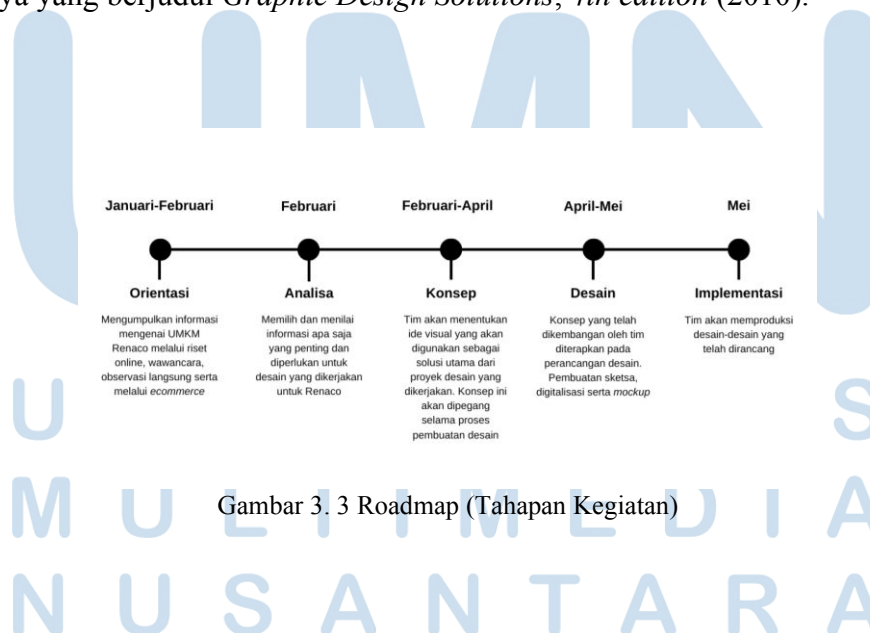 yang berjudul Graphic Design Solutions, 4th edition (2010).
Januari-Februari
Februari
Februari-April
April-Mei
Mei
Orientasi
Analisa
Konsep
Desain
Implementasi
Mengumpulkan informasi
mengenai UMKM
Renaco melalui riset
online, wawancara,
observasi langsung serta
melalui ecommerce
Memilih dan menilai
informasi apa saja
yang penting dan
diperlukan untuk
desain yang dikerjakan
untuk Renaco
Tim akan menentukan
ide visual yang akan
digunakan sebagai
solusi utama dari
proyek desain yang
dikerjakan. Konsep ini
akan dipegang
selama proses
pembuatan desain
Konsep yang telah
dikembangan oleh tim
diterapkan pada
perancangan desain.
Pembuatan sketsa,
digitalisasi serta mockup
Tim akan memproduksi
desain-desain yang
telah dirancang
Gambar 3. 3 Roadmap (Tahapan Kegiatan)
UMN
U S
MULTIMEDIA
NUSANTARA